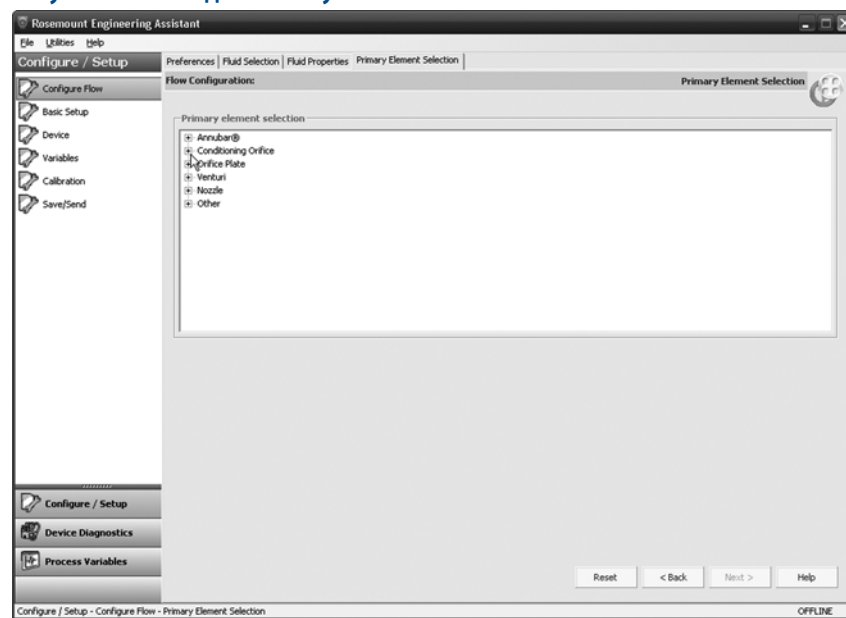 Rosemount Engineering Assistant
File Utilities Help
Configure / Setup
Preferences Fluid Selection Fluid Properties Primary Element Selection
Configure Flow
Flow Configuration: Primary Element Selection
Basic Setup
Device
Variables
Calibration
Save/Send
Primary element selection
Annubar®
Conditioning Orifice
Orifice Plate
Venturi
Nozzle
Other
Configure / Setup
Device Diagnostics
Process Variables
Reset < Back Next > Help
Configure / Setup - Configure Flow - Primary Element Selection OFFLINE